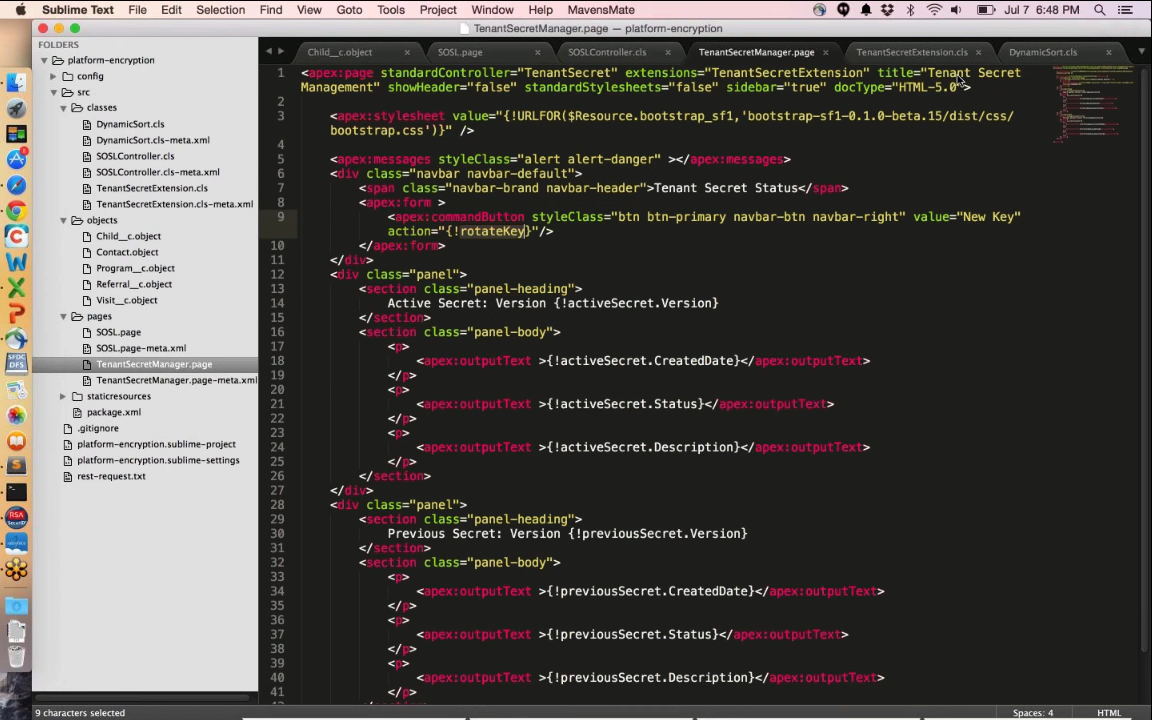 Sublime Text File Edit Selection Find View Goto Tools Project Window Help MavensMate Jul 7 6:48 PM
TenantSecretManager.page — platform-encryption
FOLDERS
platform-encryption
config
src
classes
DynamicSort.cls
DynamicSort.cls-meta.xml
SOSLController.cls
SOSLController.cls-meta.xml
TenantSecretExtension.cls
TenantSecretExtension.cls-meta.xml
objects
Child__c.object
Contact.object
Program__c.object
Referral__c.object
Visit__c.object
pages
SOSL.page
SOSL.page-meta.xml
TenantSecretManager.page
TenantSecretManager.page-meta.xml
staticresources
package.xml
.gitignore
platform-encryption.sublime-project
platform-encryption.sublime-settings
rest-request.txt
Child__c.object SOSL.page SOSLController.cls TenantSecretManager.page TenantSecretExtension.cls DynamicSort.cls
1 <apex:page standardController="TenantSecret" extensions="TenantSecretExtension" title="Tenant Secret
Management" showHeader="false" standardStylesheets="false" sidebar="true" docType="HTML-5.0">
2
3 <apex:stylesheet value="{!URLFOR($Resource.bootstrap_sf1,'bootstrap-sf1-0.1.0-beta.15/dist/css/
bootstrap.css')}" />
4
5 <apex:messages styleClass="alert alert-danger" ></apex:messages>
6 <div class="navbar navbar-default">
7 <span class="navbar-brand navbar-header">Tenant Secret Status</span>
8 <apex:form >
9 <apex:commandButton styleClass="btn btn-primary navbar-btn navbar-right" value="New Key"
action="{!rotateKey}"/>
10 </apex:form>
11 </div>
12 <div class="panel">
13 <section class="panel-heading">
14 Active Secret: Version {!activeSecret.Version}
15 </section>
16 <section class="panel-body">
17 <p>
18 <apex:outputText >{!activeSecret.CreatedDate}</apex:outputText>
19 </p>
20 <p>
21 <apex:outputText >{!activeSecret.Status}</apex:outputText>
22 </p>
23 <p>
24 <apex:outputText >{!activeSecret.Description}</apex:outputText>
25 </p>
26 </section>
27 </div>
28 <div class="panel">
29 <section class="panel-heading">
30 Previous Secret: Version {!previousSecret.Version}
31 </section>
32 <section class="panel-body">
33 <p>
34 <apex:outputText >{!previousSecret.CreatedDate}</apex:outputText>
35 </p>
36 <p>
37 <apex:outputText >{!previousSecret.Status}</apex:outputText>
38 </p>
39 <p>
40 <apex:outputText >{!previousSecret.Description}</apex:outputText>
41 </p>
9 characters selected Spaces: 4 HTML